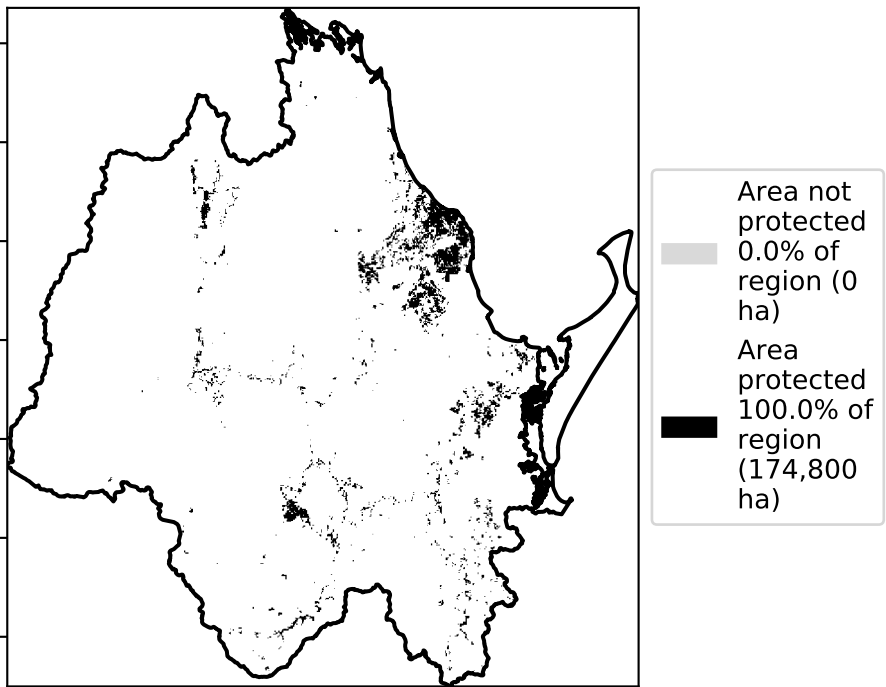 Area not
protected
0.0% of
region (0
ha)
Area
protected
100.0% of
region
(174,800
ha)